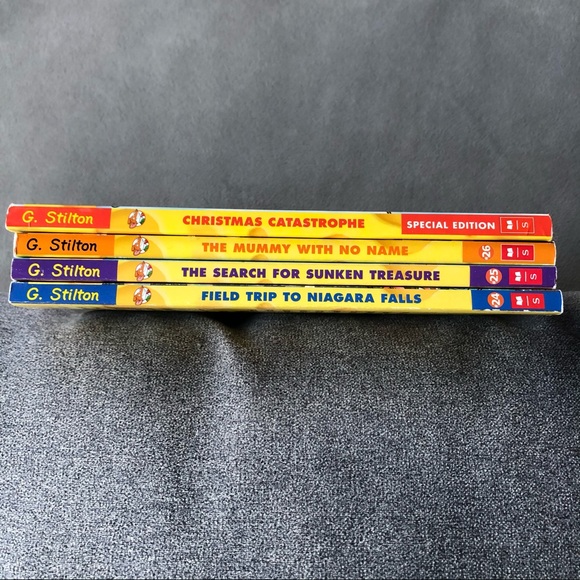 G. Stilton CHRISTMAS CATASTROPHE SPECIAL EDITION S
G. Stilton THE MUMMY WITH NO NAME 26 S
G. Stilton THE SEARCH FOR SUNKEN TREASURE 25 S
G. Stilton FIELD TRIP TO NIAGARA FALLS 24 S